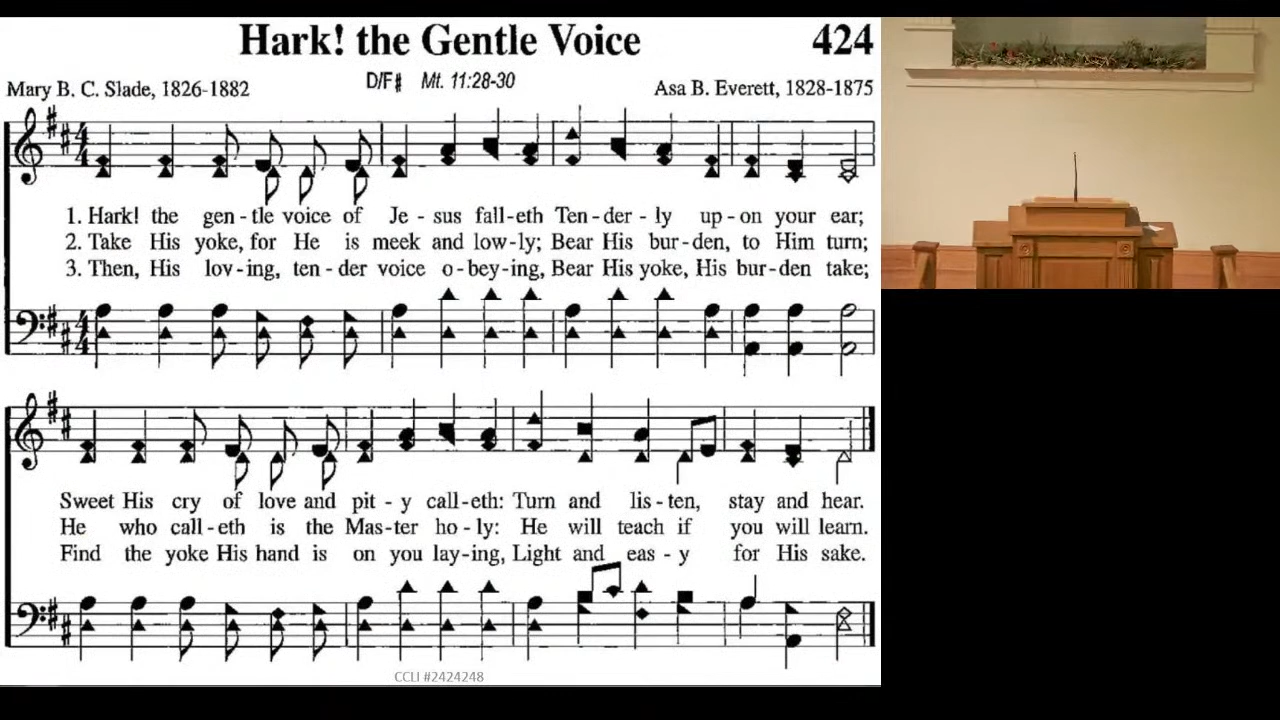 Hark! the Gentle Voice 424
Mary B. C. Slade, 1826-1882 D/F# Mt. 11:28-30 Asa B. Everett, 1828-1875
4 4
1. Hark! the gen - tle voice of Je - sus fall-eth Ten-der - ly up-on your ear;
2. Take His yoke, for He is meek and low-ly; Bear His bur-den, to Him turn;
3. Then, His lov-ing, ten-der voice o-bey-ing, Bear His yoke, His bur-den take;
4 4
Sweet His cry of love and pit - y call-eth: Turn and lis-ten, stay and hear.
He who call-eth is the Mas-ter ho-ly: He will teach if you will learn.
Find the yoke His hand is on you lay-ing, Light and eas-y for His sake.
CCLI #2424248